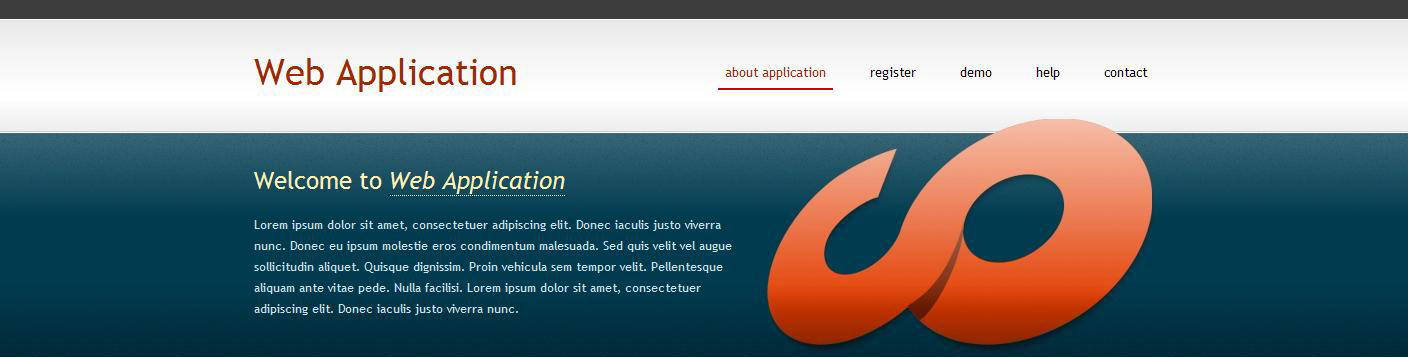 Web Application
about application register demo help contact
Welcome to Web Application
Lorem ipsum dolor sit amet, consectetuer adipiscing elit. Donec iaculis justo viverra
nunc. Donec eu ipsum molestie eros condimentum malesuada. Sed quis velit vel augue
sollicitudin aliquet. Quisque dignissim. Proin vehicula sem tempor velit. Pellentesque
aliquam ante vitae pede. Nulla facilisi. Lorem ipsum dolor sit amet, consectetuer
adipiscing elit. Donec iaculis justo viverra nunc.